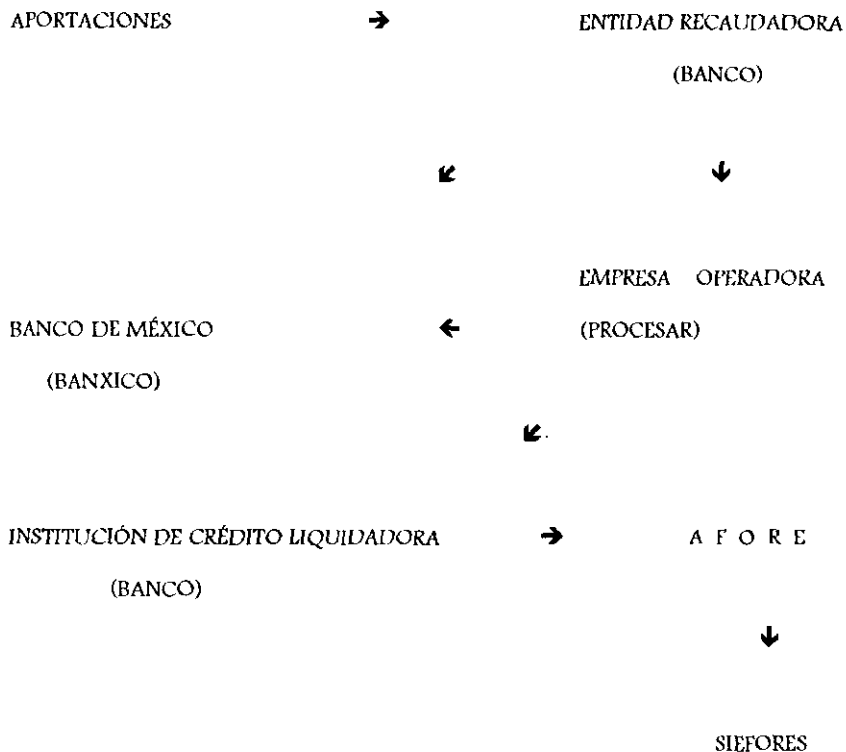 APORTACIONES → ENTIDAD RECAUDADORA
(BANCO)
↙ ↓
EMPRESA OPERADORA
BANCO DE MÉXICO ← (PROCESAR)
(BANXICO)
↙
INSTITUCIÓN DE CRÉDITO LIQUIDADORA → A F O R E
(BANCO)
↓
SIEFORES